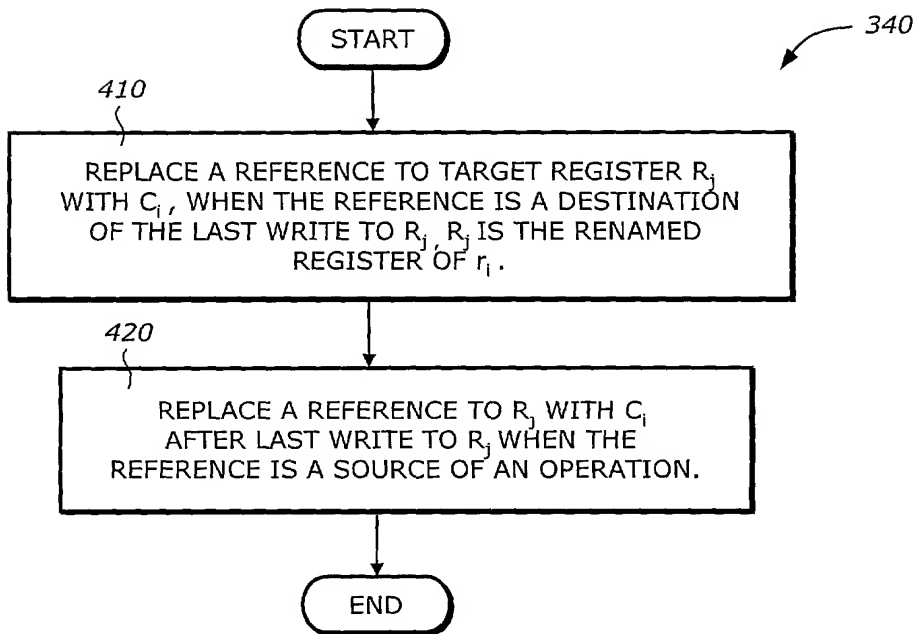 START
340
410
REPLACE A REFERENCE TO TARGET REGISTER Rj
WITH Ci, WHEN THE REFERENCE IS A DESTINATION
OF THE LAST WRITE TO Rj, Rj IS THE RENAMED
REGISTER OF ri.
420
REPLACE A REFERENCE TO Rj WITH Ci
AFTER LAST WRITE TO Rj WHEN THE
REFERENCE IS A SOURCE OF AN OPERATION.
END